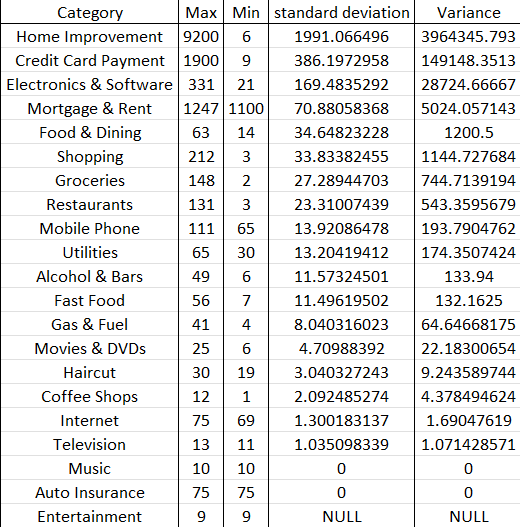 Category Max Min standard deviation Variance
Home Improvement 9200 6 1991.066496 3964345.793
Credit Card Payment 1900 9 386.1972958 149148.3513
Electronics & Software 331 21 169.4835292 28724.66667
Mortgage & Rent 1247 1100 70.88058368 5024.057143
Food & Dining 63 14 34.64823228 1200.5
Shopping 212 3 33.83382455 1144.727684
Groceries 148 2 27.28944703 744.7139194
Restaurants 131 3 23.31007439 543.3595679
Mobile Phone 111 65 13.92086478 193.7904762
Utilities 65 30 13.20419412 174.3507424
Alcohol & Bars 49 6 11.57324501 133.94
Fast Food 56 7 11.49619502 132.1625
Gas & Fuel 41 4 8.040316023 64.64668175
Movies & DVDs 25 6 4.70988392 22.18300654
Haircut 30 19 3.040327243 9.243589744
Coffee Shops 12 1 2.092485274 4.378494624
Internet 75 69 1.300183137 1.69047619
Television 13 11 1.035098339 1.071428571
Music 10 10 0 0
Auto Insurance 75 75 0 0
Entertainment 9 9 NULL NULL